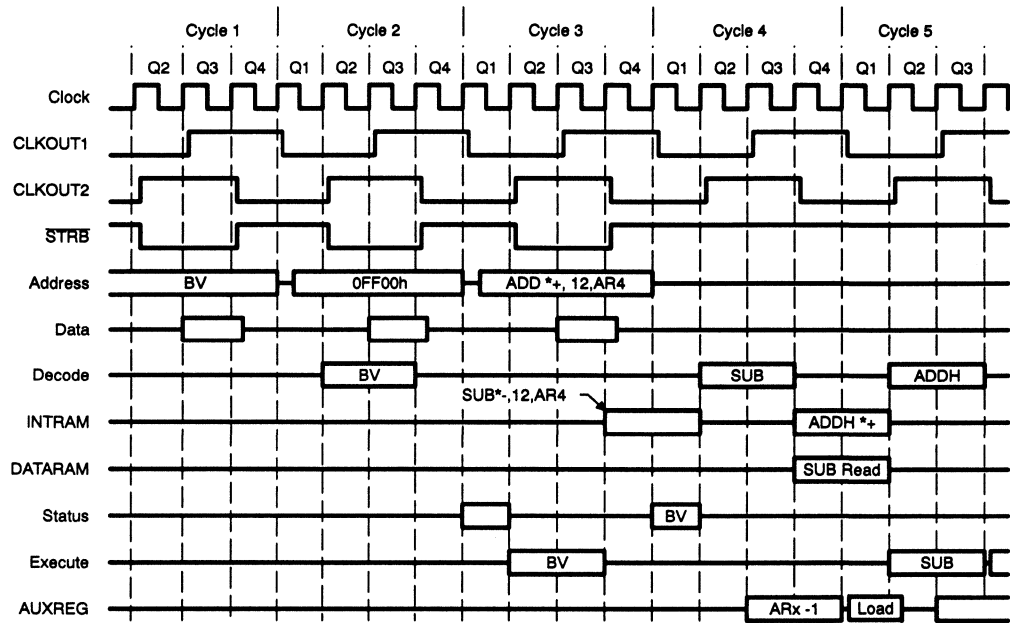 Cycle 1 Cycle 2 Cycle 3 Cycle 4 Cycle 5
Q2 Q3 Q4 Q1 Q2 Q3 Q4 Q1 Q2 Q3 Q4 Q1 Q2 Q3 Q4 Q1 Q2 Q3
Clock
CLKOUT1
CLKOUT2
STRB
Address BV 0FF00h ADD *+, 12,AR4
Data
Decode BV SUB ADDH
SUB*-,12,AR4
INTRAM ADDH *+
DATARAM SUB Read
Status BV
Execute BV SUB
AUXREG ARx -1 Load